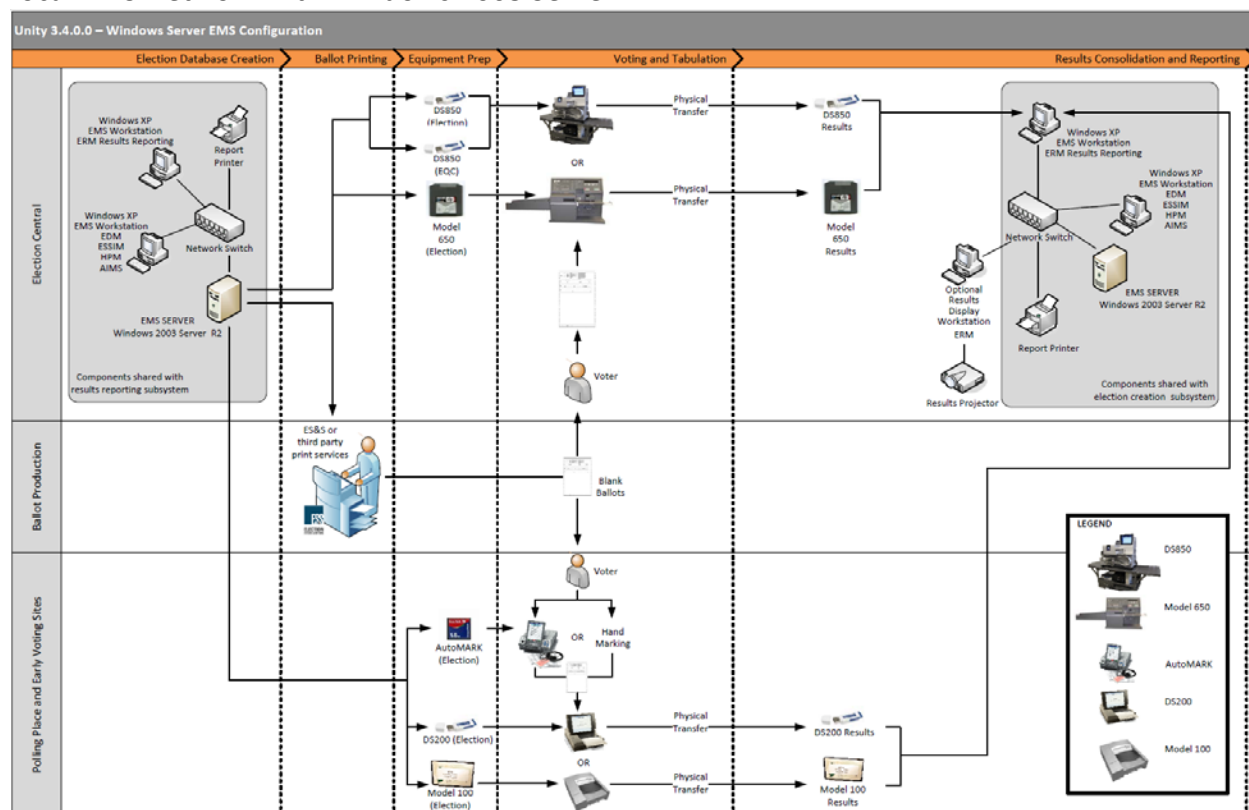 Unity 3.4.0.0 – Windows Server EMS Configuration
Election Database Creation
Ballot Printing
Equipment Prep
Voting and Tabulation
Results Consolidation and Reporting
Election Central
Windows XP
EMS Workstation
ERM Results Reporting
Report
Printer
Windows XP
EMS Workstation
EDM
ESSIM
HPM
AIMS
Network Switch
EMS SERVER
Windows 2003 Server R2
Components shared with
results reporting subsystem
DS850
(Election)
DS850
(EQC)
Model
650
(Election)
OR
Voter
Physical
Transfer
Physical
Transfer
DS850
Results
Model
650
Results
Windows XP
EMS Workstation
ERM Results Reporting
Windows XP
EMS Workstation
EDM
ESSIM
HPM
AIMS
Network Switch
EMS SERVER
Windows 2003 Server R2
Optional
Results
Display
Workstation
ERM
Report Printer
Results Projector
Components shared with
election creation subsystem
Ballot Production
ES&S or
third party
print services
Blank
Ballots
Polling Place and Early Voting Sites
Voter
AutoMARK
(Election)
OR
Hand
Marking
DS200 (Election)
Physical
Transfer
DS200 Results
OR
Model 100
(Election)
Physical
Transfer
Model 100
Results
LEGEND
DS850
Model 650
AutoMARK
DS200
Model 100